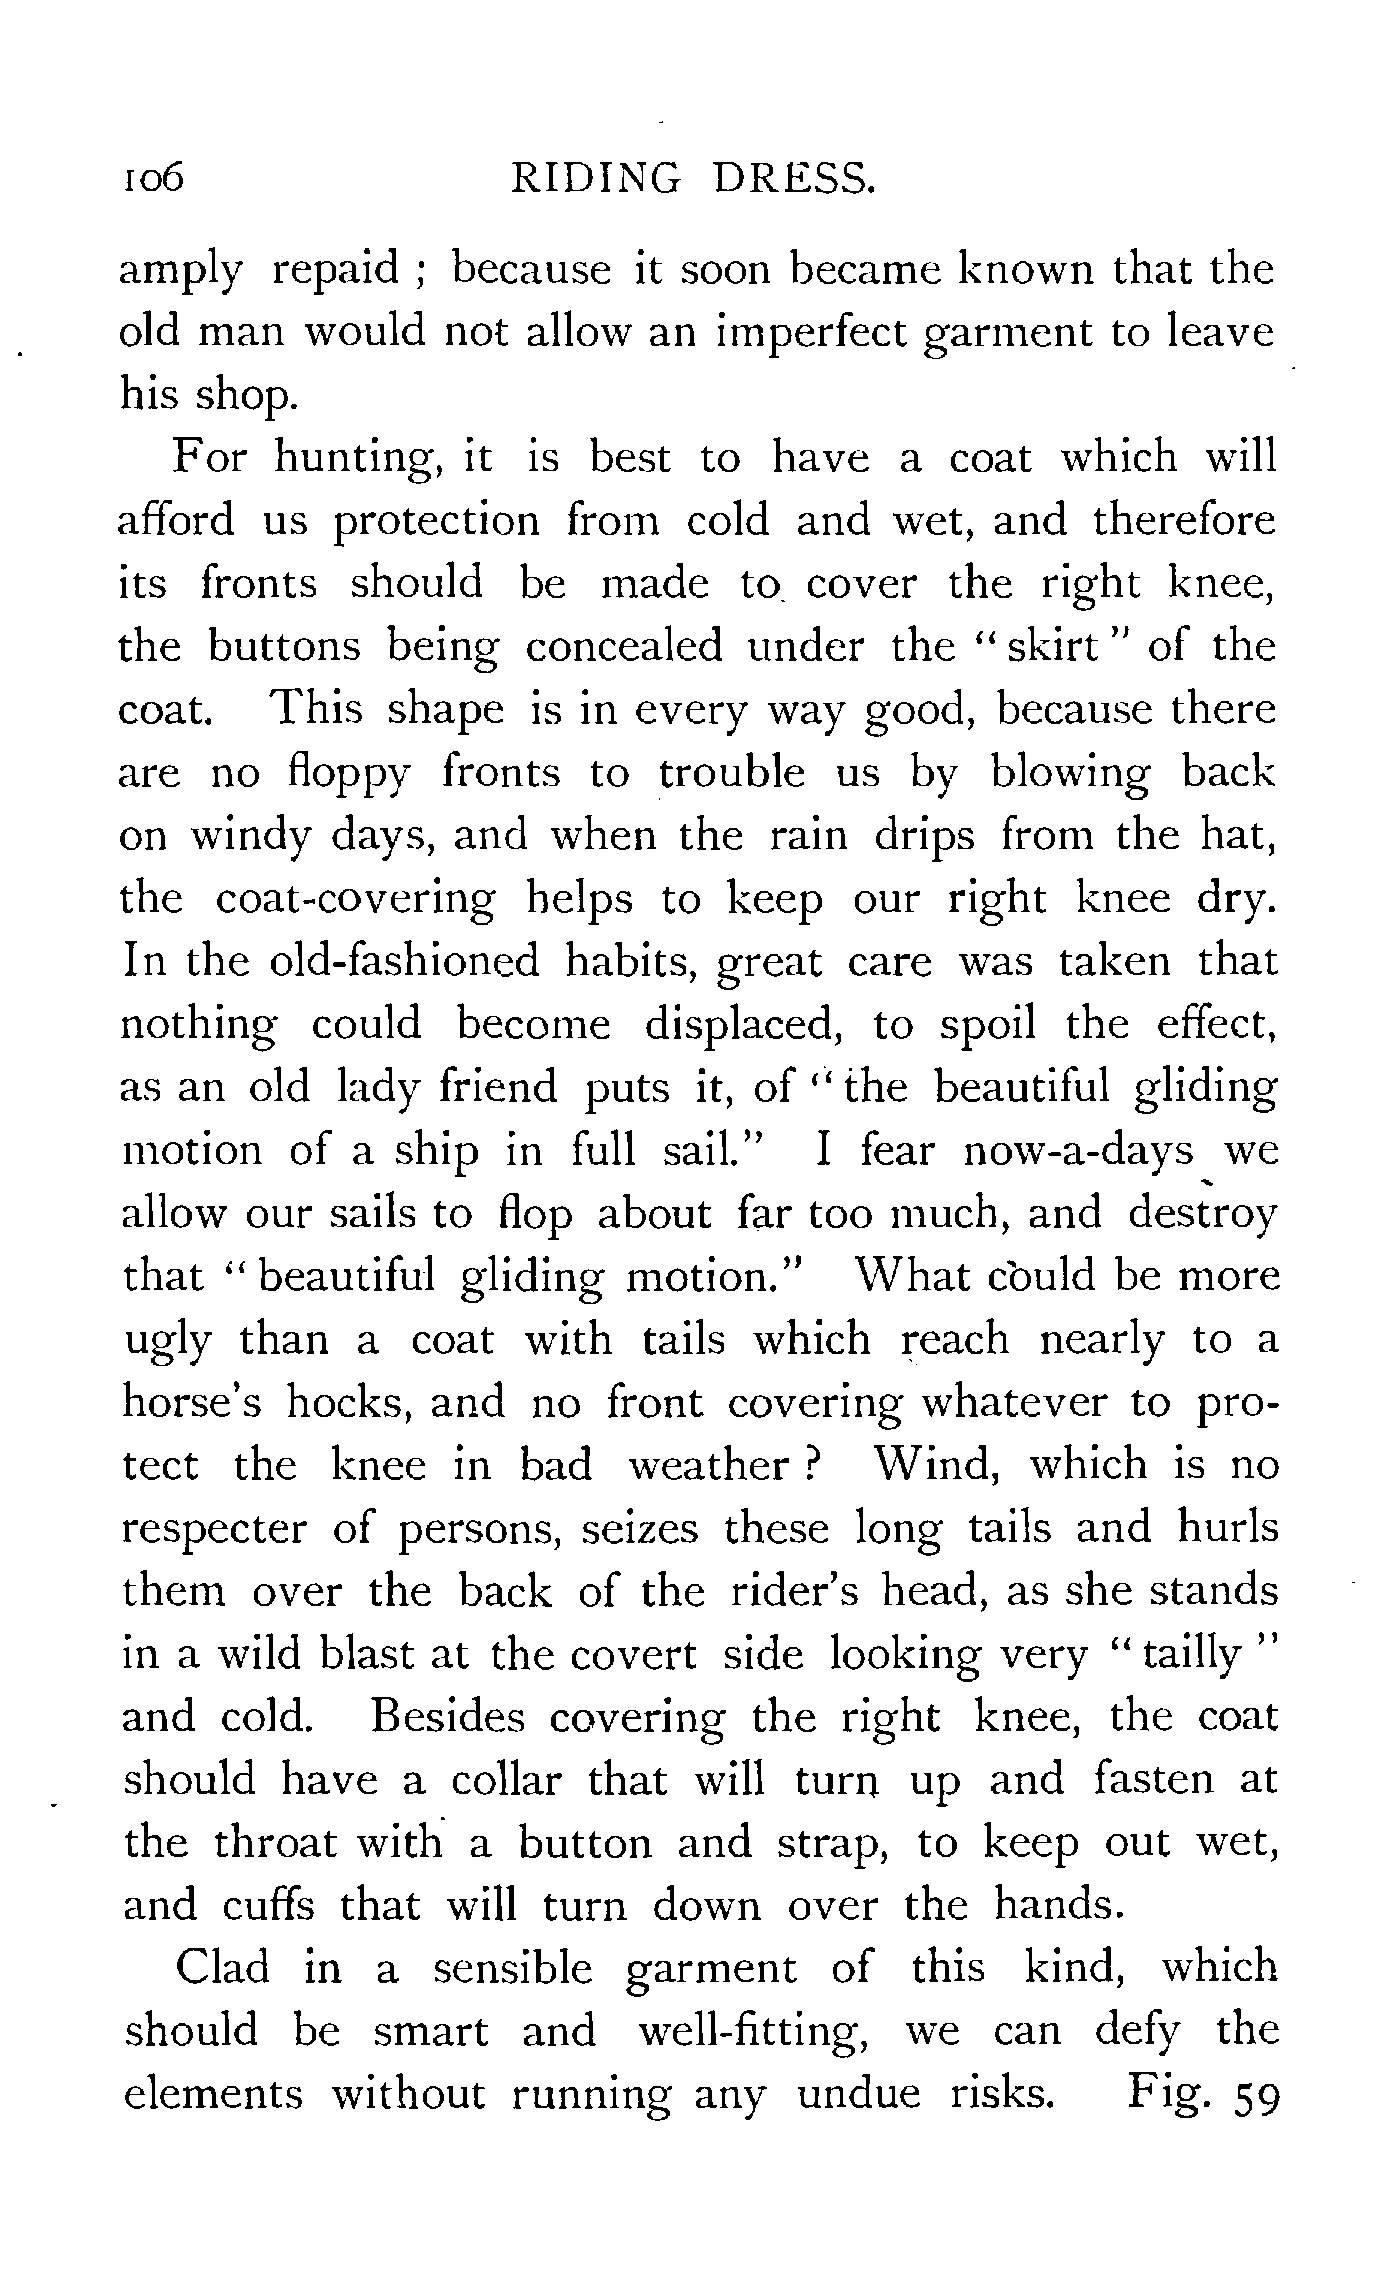 106 RIDING DRESS.
amply repaid ; because it soon became known that the
old man would not allow an imperfect garment to leave
his shop.
For hunting, it is best to have a coat which will
afford us protection from cold and wet, and therefore
its fronts should be made to cover the right knee,
the buttons being concealed under the “ skirt ” of the
coat. This shape is in every way good, because there
are no floppy fronts to trouble us by blowing back
on windy days, and when the rain drips from the hat,
the coat-covering helps to keep our right knee dry.
In the old-fashioned habits, great care was taken that
nothing could become displaced, to spoil the effect,
as an old lady friend puts it, of “ the beautiful gliding
motion of a ship in full sail.” I fear now-a-days we
allow our sails to flop about far too much, and destroy
that “ beautiful gliding motion.” What could be more
ugly than a coat with tails which reach nearly to a
horse’s hocks, and no front covering whatever to pro-
tect the knee in bad weather ? Wind, which is no
respecter of persons, seizes these long tails and hurls
them over the back of the rider’s head, as she stands
in a wild blast at the covert side looking very “ tailly ”
and cold. Besides covering the right knee, the coat
should have a collar that will turn up and fasten at
the throat with a button and strap, to keep out wet,
and cuffs that will turn down over the hands.
Clad in a sensible garment of this kind, which
should be smart and well-fitting, we can defy the
elements without running any undue risks. Fig. 59